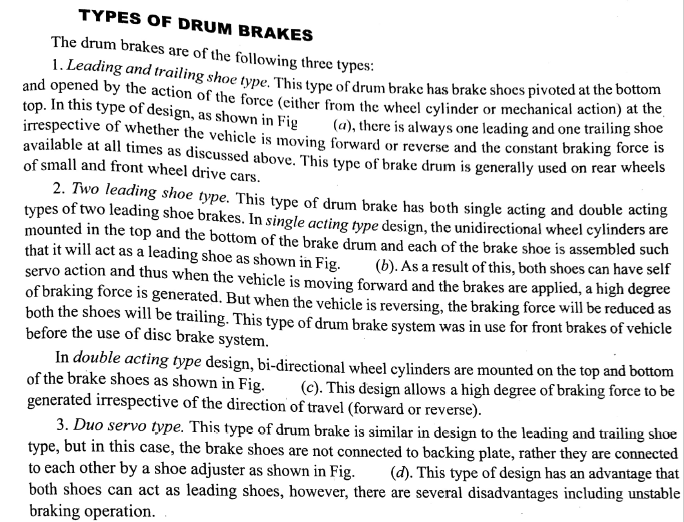 TYPES OF DRUM BRAKES
The drum brakes are of the following three types:
1. Leading and trailing shoe type. This type of drum brake has brake shoes pivoted at the bottom
and opened by the action of the force (either from the wheel cylinder or mechanical action) at the
top. In this type of design, as shown in Fig (a), there is always one leading and one trailing shoe
irrespective of whether the vehicle is moving forward or reverse and the constant braking force is
available at all times as discussed above. This type of brake drum is generally used on rear wheels
of small and front wheel drive cars.
2. Two leading shoe type. This type of drum brake has both single acting and double acting
types of two leading shoe brakes. In single acting type design, the unidirectional wheel cylinders are
mounted in the top and the bottom of the brake drum and each of the brake shoe is assembled such
that it will act as a leading shoe as shown in Fig. (b). As a result of this, both shoes can have self
servo action and thus when the vehicle is moving forward and the brakes are applied, a high degree
of braking force is generated. But when the vehicle is reversing, the braking force will be reduced as
both the shoes will be trailing. This type of drum brake system was in use for front brakes of vehicle
before the use of disc brake system.
In double acting type design, bi-directional wheel cylinders are mounted on the top and bottom
of the brake shoes as shown in Fig. (c). This design allows a high degree of braking force to be
generated irrespective of the direction of travel (forward or reverse).
3. Duo servo type. This type of drum brake is similar in design to the leading and trailing shoe
type, but in this case, the brake shoes are not connected to backing plate, rather they are connected
to each other by a shoe adjuster as shown in Fig. (d). This type of design has an advantage that
both shoes can act as leading shoes, however, there are several disadvantages including unstable
braking operation.